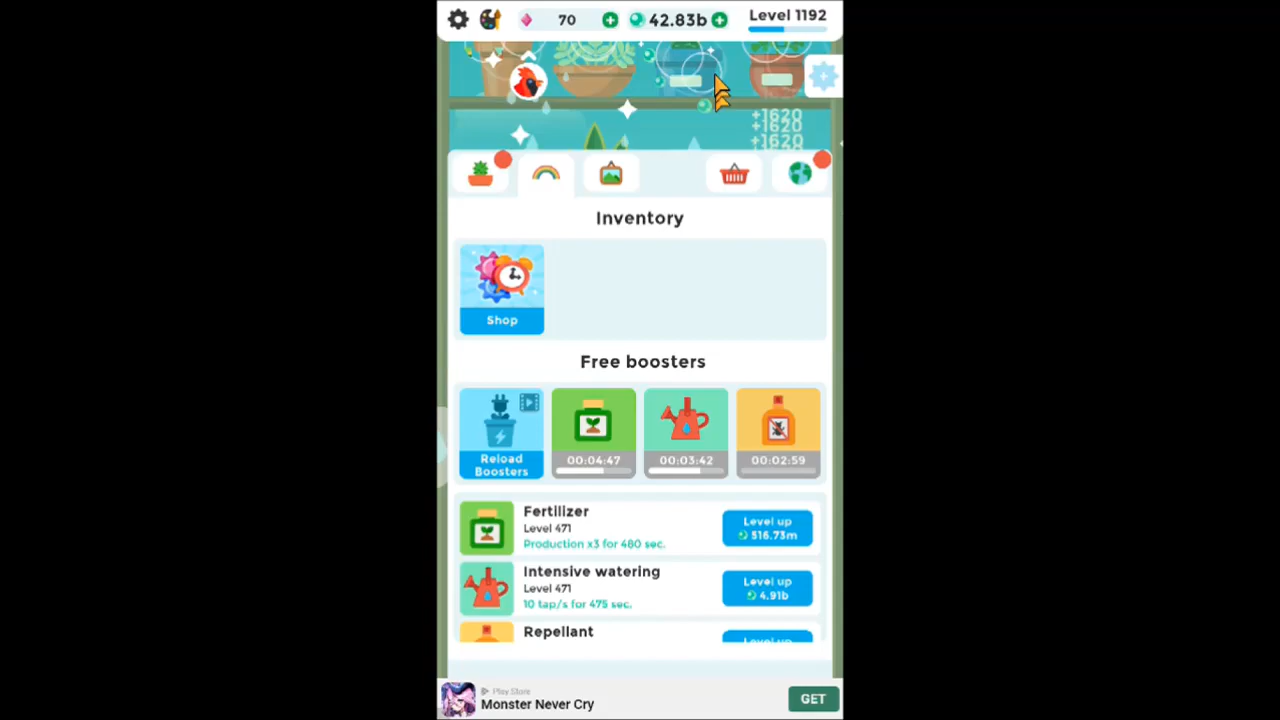 70
42.83b
Level 1192
+1620
+1620
+1620
Inventory
Shop
Free boosters
Reload
Boosters
00:04:47
00:03:42
00:02:59
Fertilizer
Level 471
Production x3 for 480 sec.
Level up
516.73m
Intensive watering
Level 471
10 tap/s for 475 sec.
Level up
4.91b
Repellant
Level up
Play Store
Monster Never Cry
GET